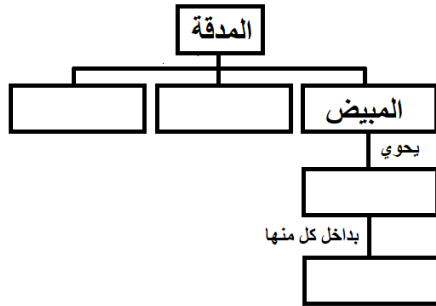 المدقة
المبيض
يحوي
بداخل كل منها